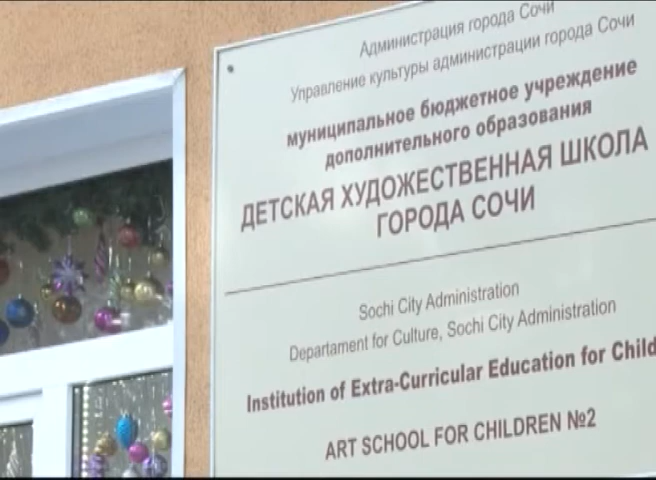 Администрация города Сочи
Управление культуры администрации города Сочи
муниципальное бюджетное учреждение
дополнительного образования
ДЕТСКАЯ ХУДОЖЕСТВЕННАЯ ШКОЛА
ГОРОДА СОЧИ
Sochi City Administration
Departament for Culture, Sochi City Administration
Institution of Extra-Curricular Education for Child
ART SCHOOL FOR CHILDREN №2